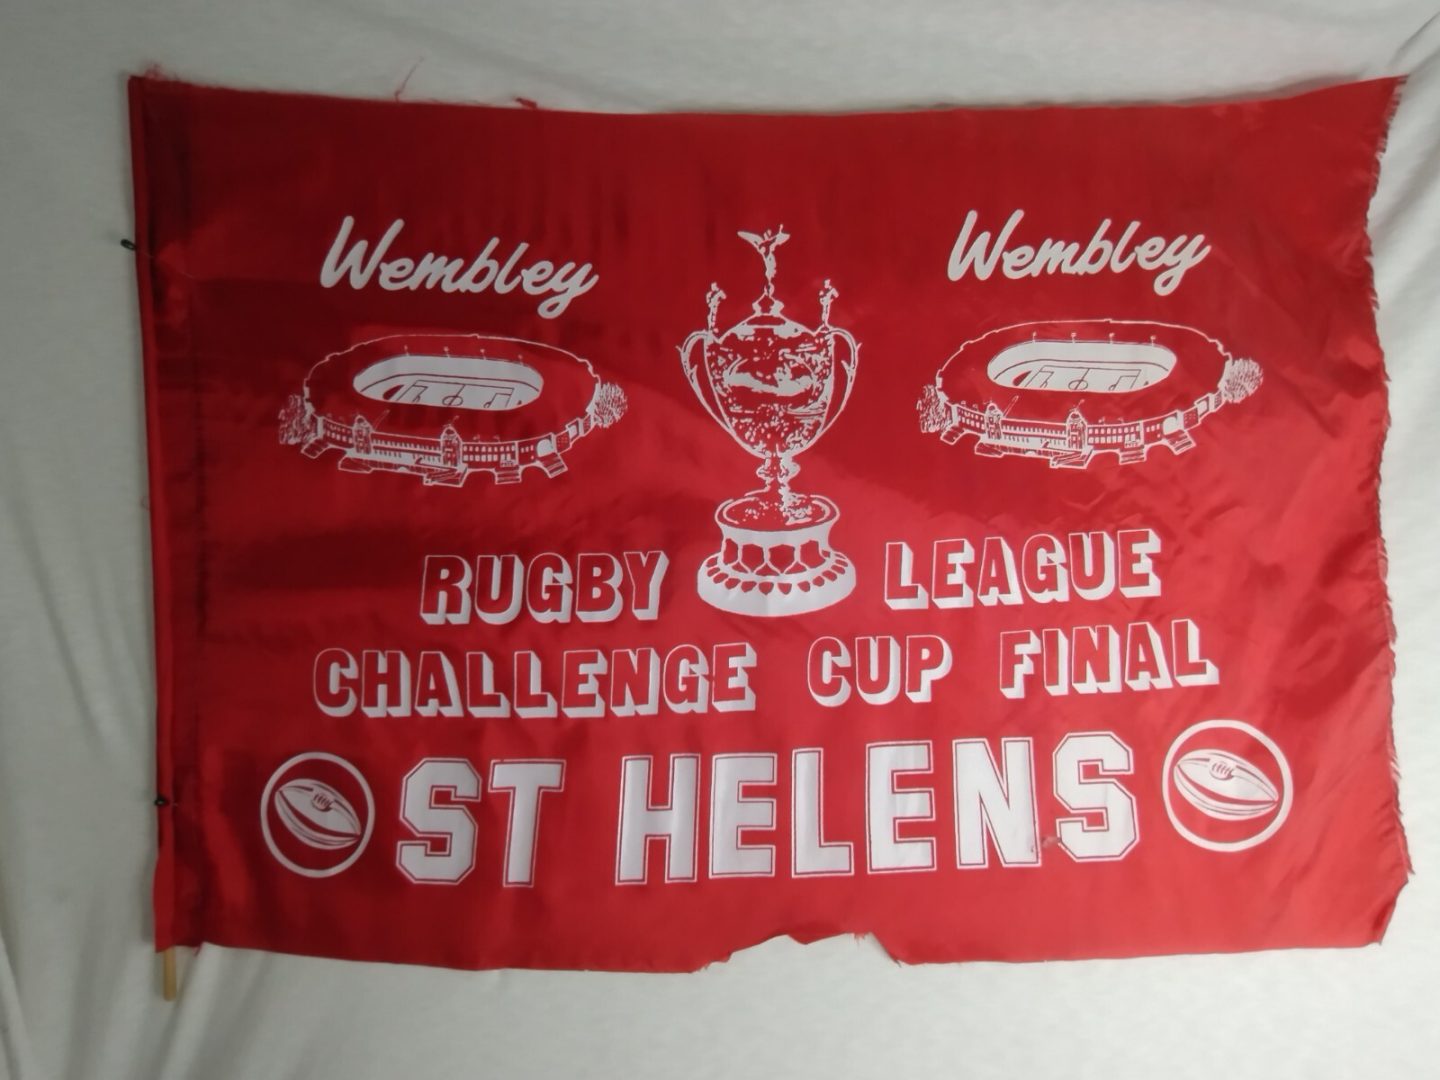 Wembley Wembley
RUGBY LEAGUE
CHALLENGE CUP FINAL
ST HELENS